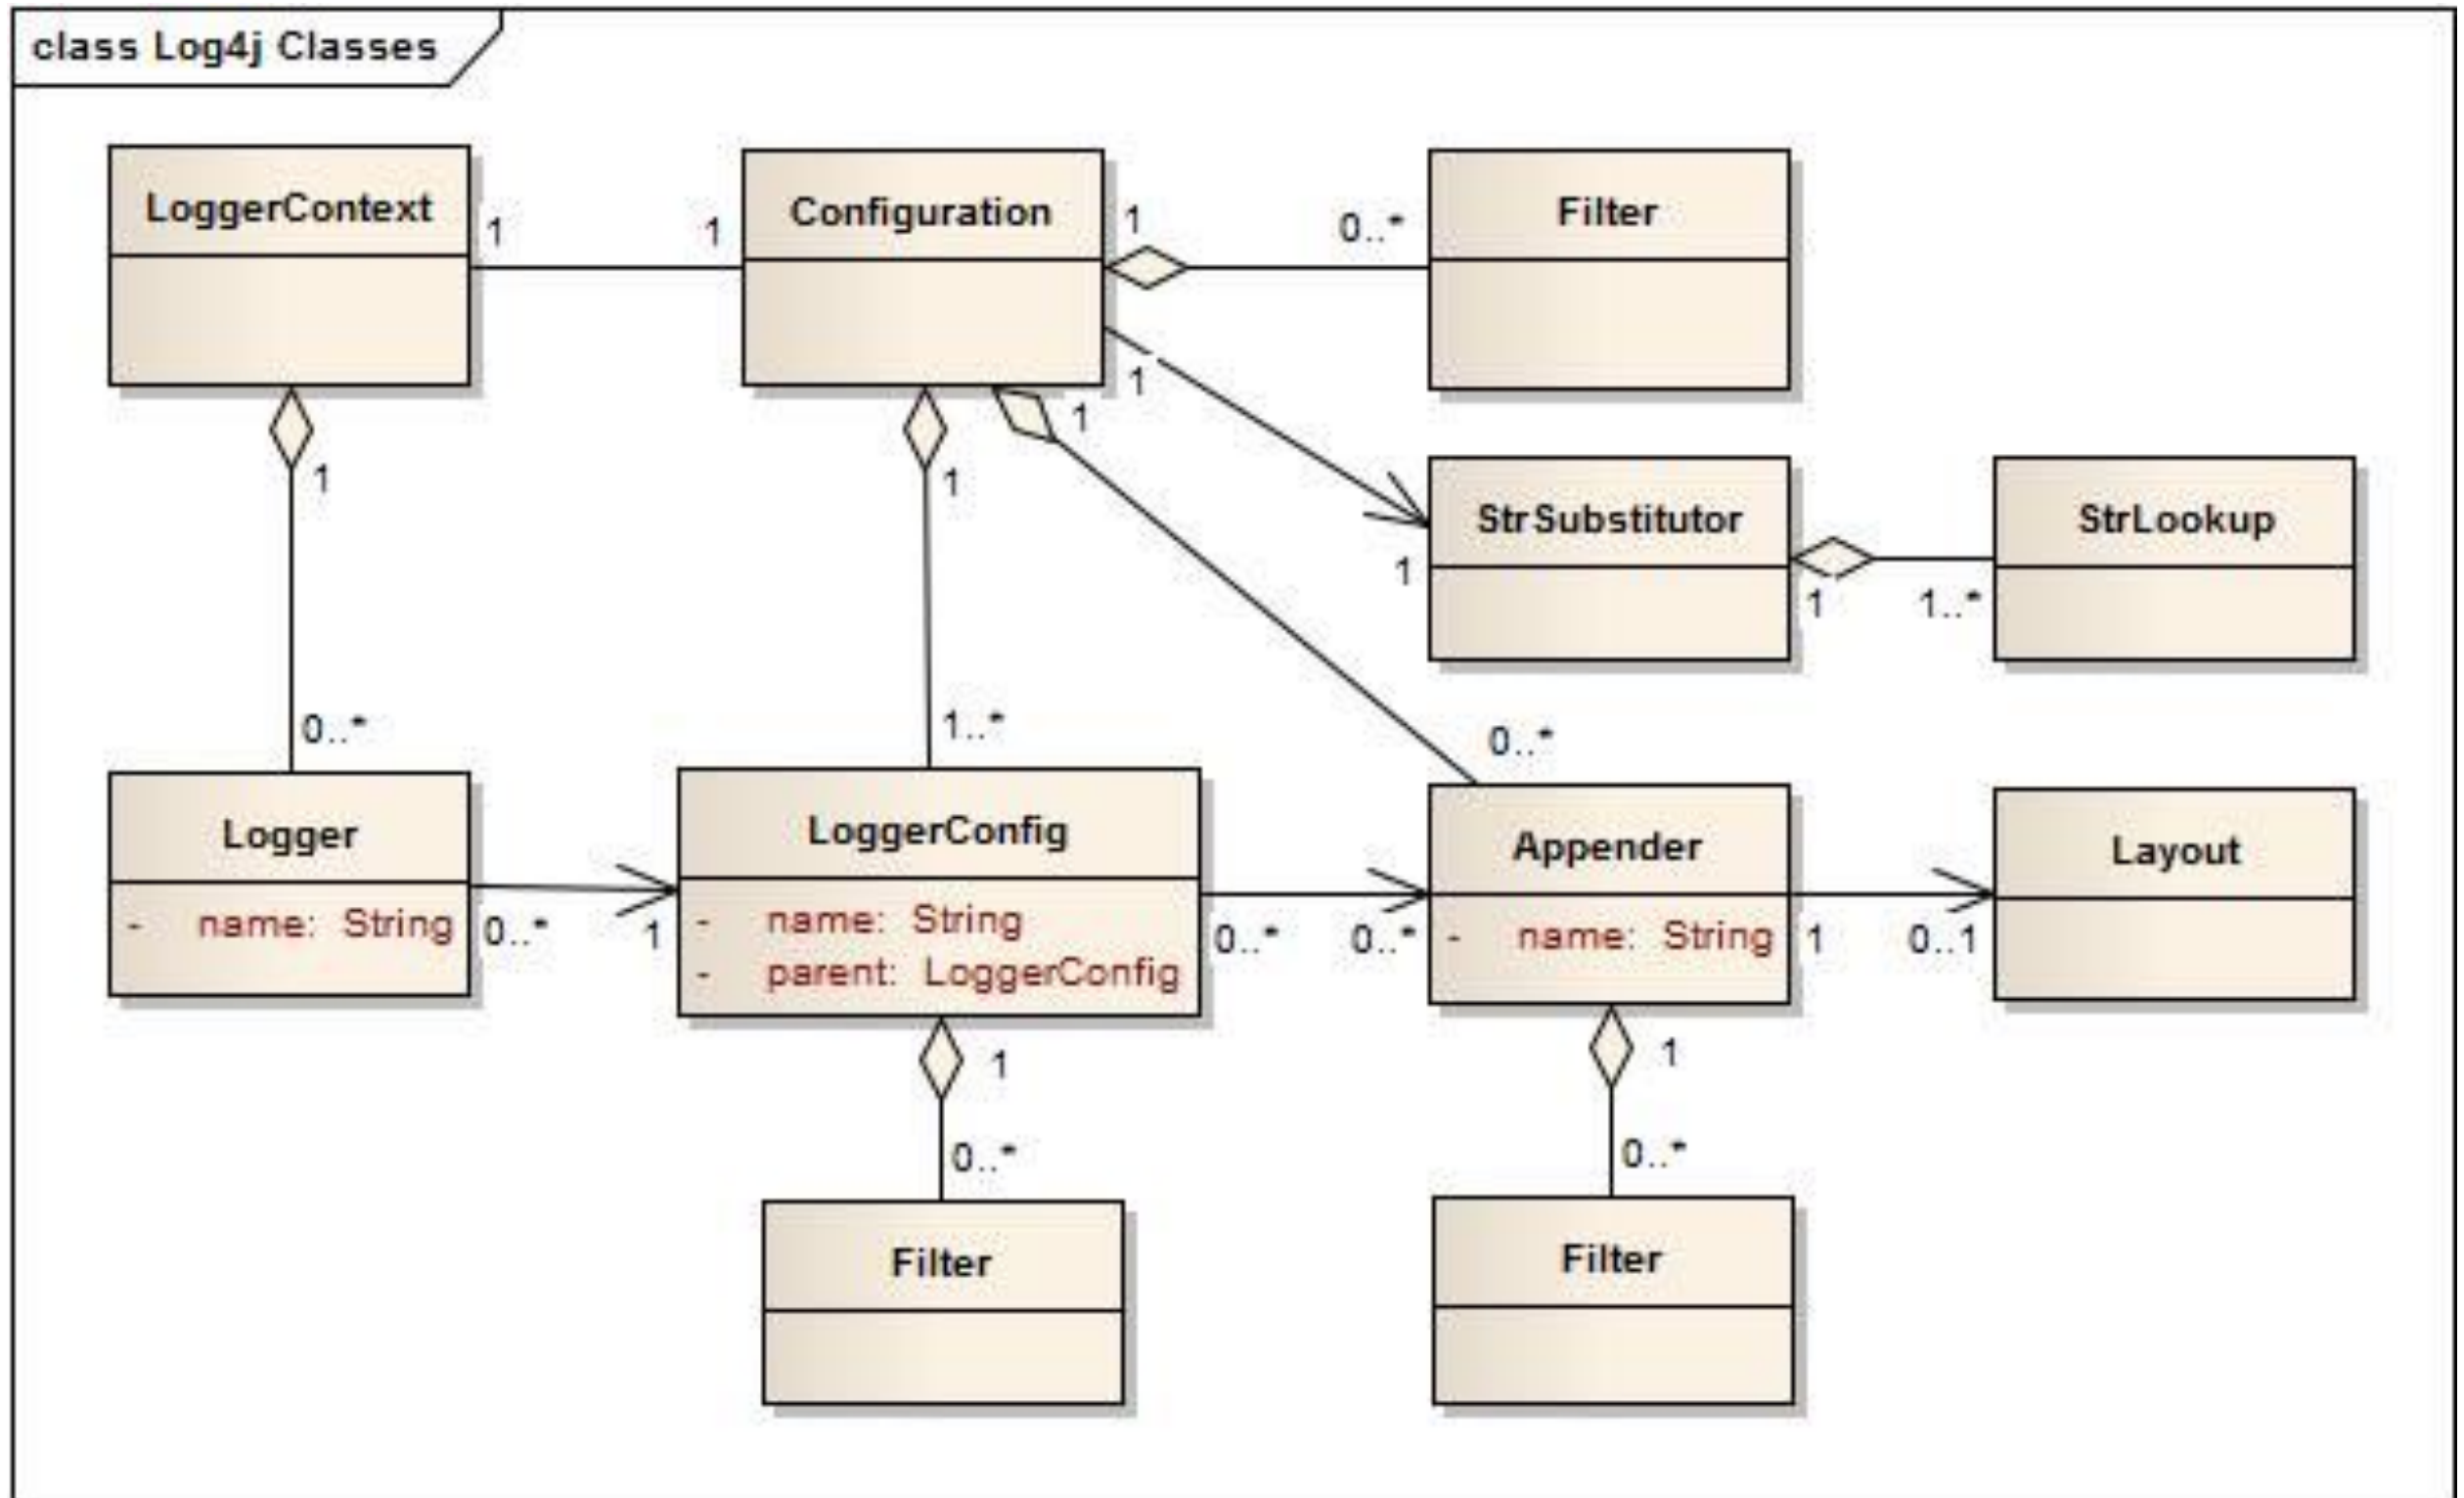 class Log4j Classes
LoggerContext
Configuration
Filter
1
1
1
0..*
1
1
1
1
StrSubstitutor
StrLookup
1
1
1..*
0..*
1..*
0..*
Logger
LoggerConfig
Appender
Layout
- name: String
- name: String
- parent: LoggerConfig
- name: String
0..*
1
0..*
0..*
1
0..1
1
1
0..*
0..*
Filter
Filter